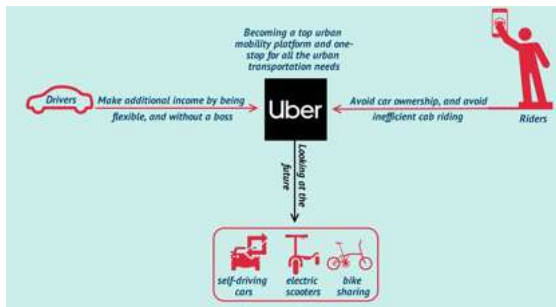 Becoming a top urban
mobility platform and one-
stop for all the urban
transportation needs
Drivers
Make additional income by being
flexible, and without a boss
Uber
Avoid car ownership, and avoid
inefficient cab riding
Riders
Looking at the
future
self-driving
cars
electric
scooters
bike
sharing